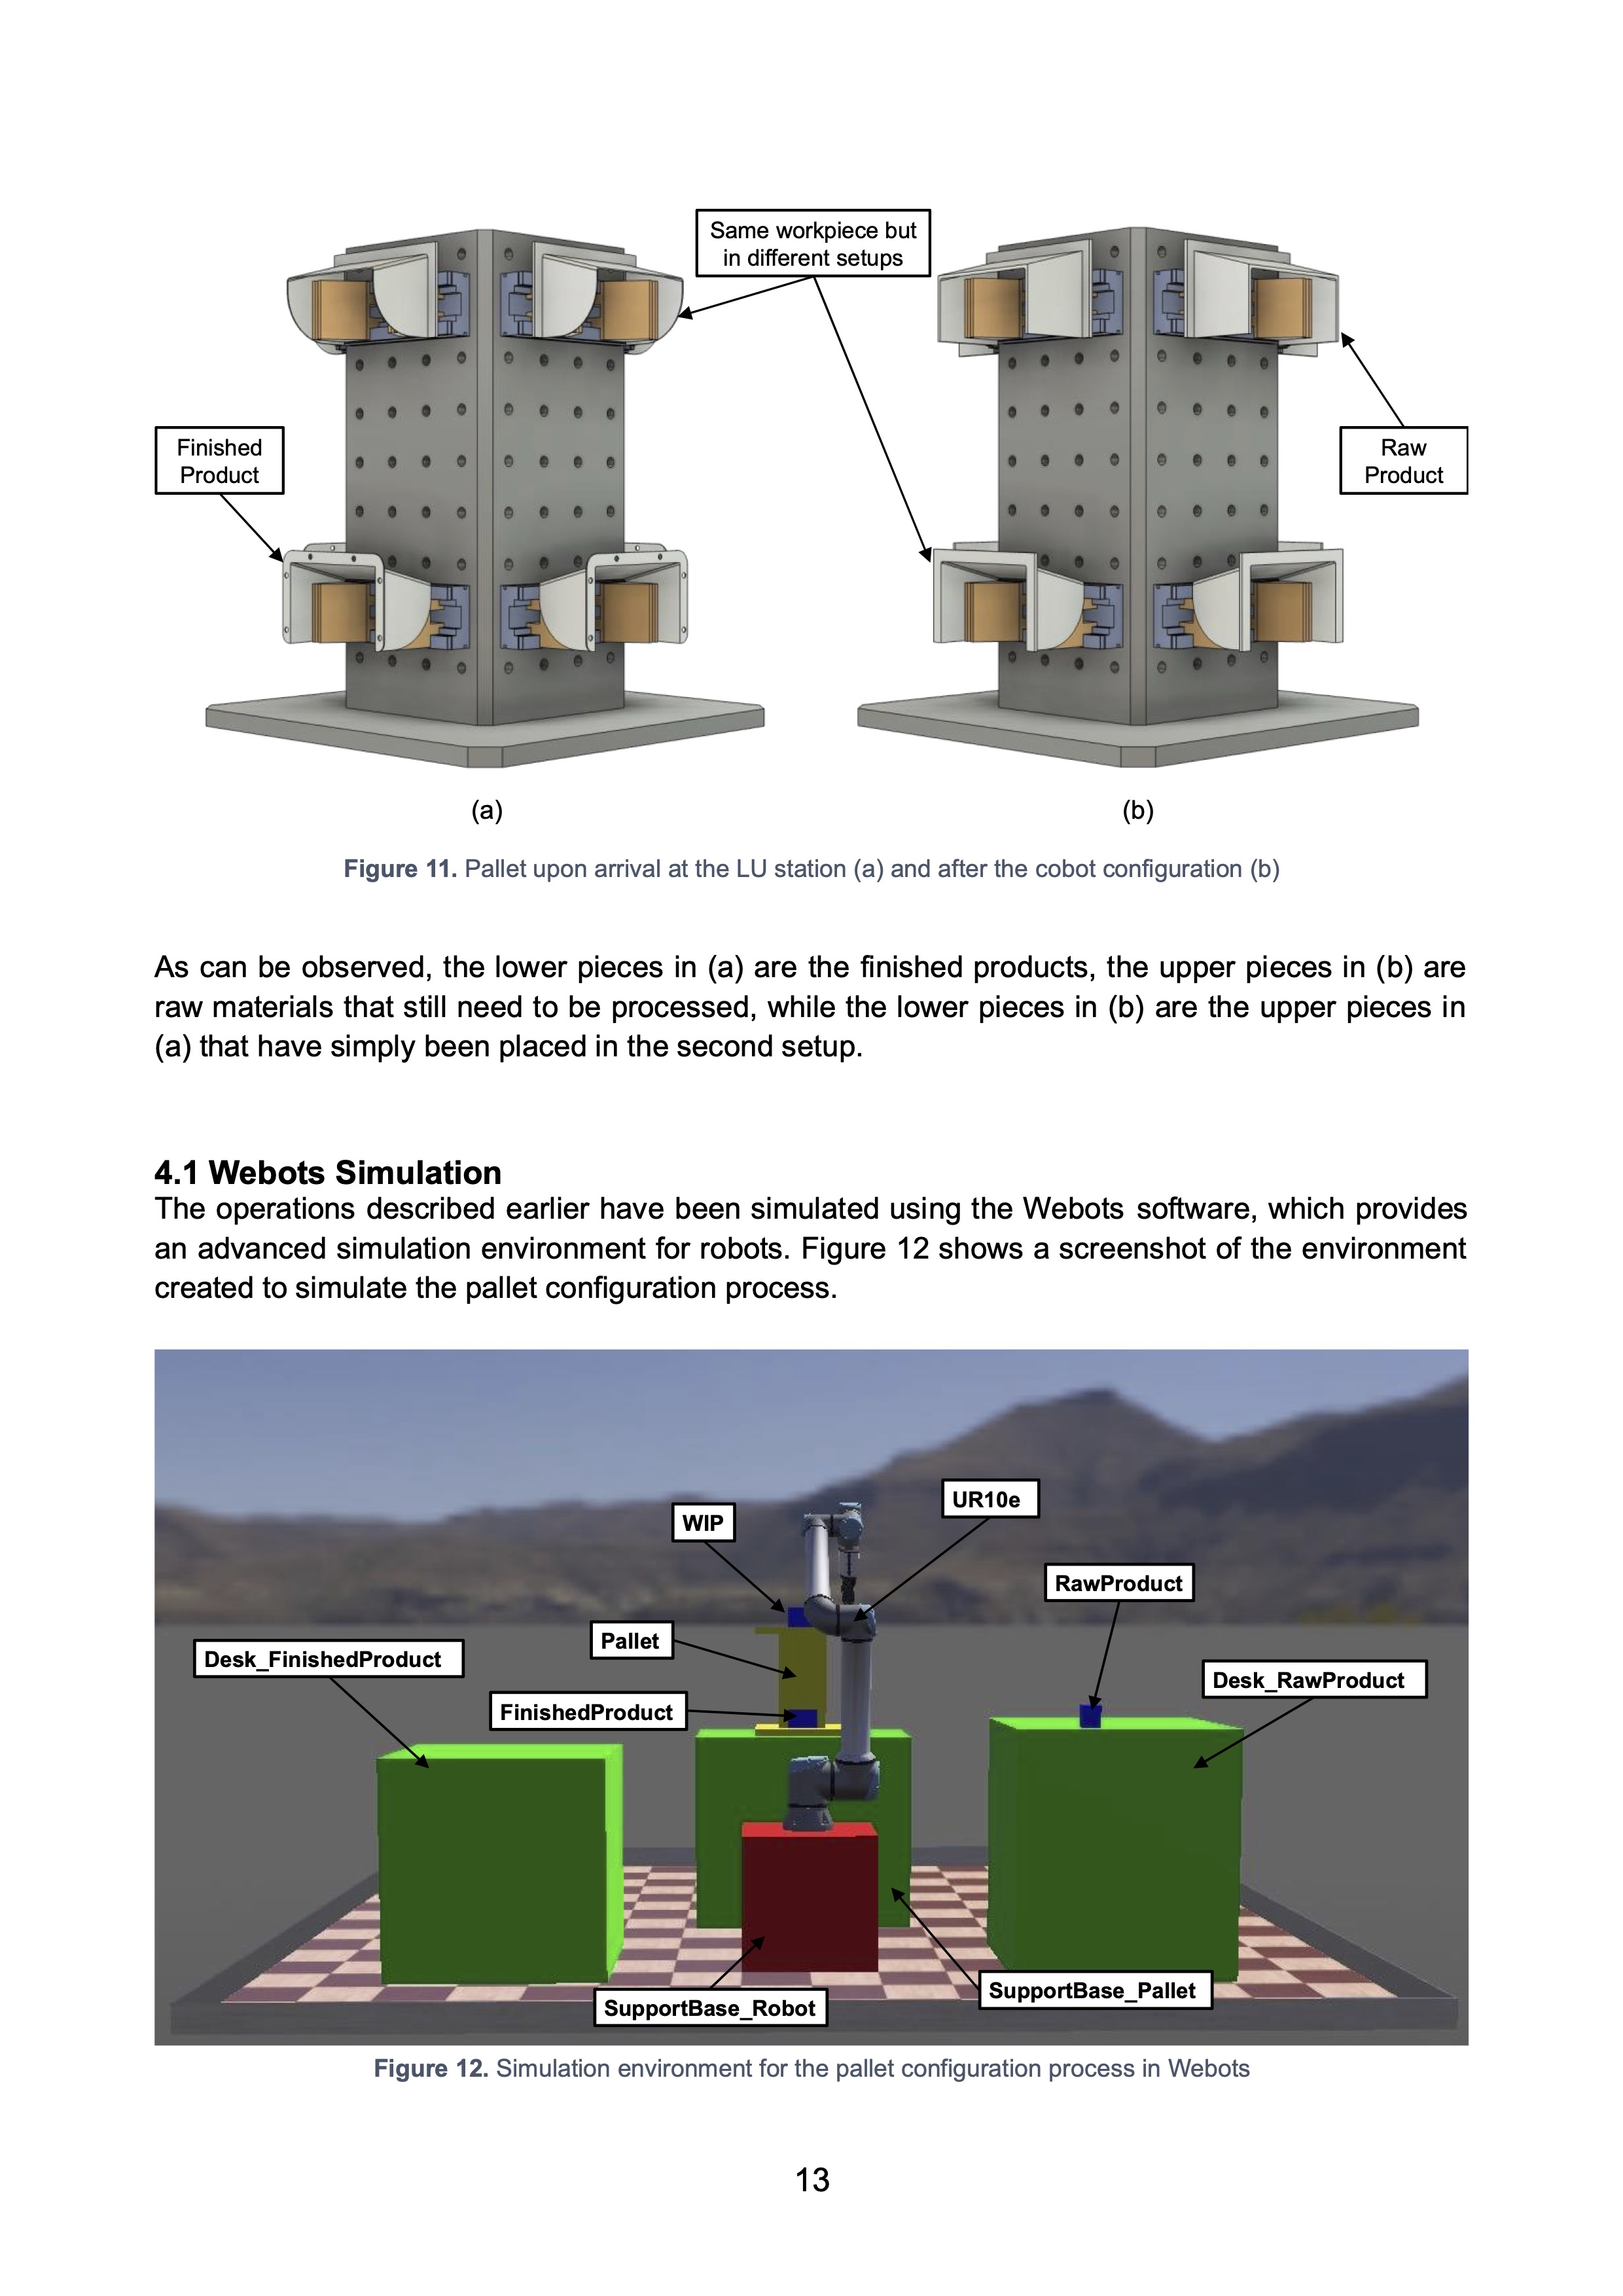 Same workpiece but
in different setups
Finished
Product
Raw
Product
(a)
(b)
Figure 11. Pallet upon arrival at the LU station (a) and after the cobot configuration (b)
As can be observed, the lower pieces in (a) are the finished products, the upper pieces in (b) are
raw materials that still need to be processed, while the lower pieces in (b) are the upper pieces in
(a) that have simply been placed in the second setup.
4.1 Webots Simulation
The operations described earlier have been simulated using the Webots software, which provides
an advanced simulation environment for robots. Figure 12 shows a screenshot of the environment
created to simulate the pallet configuration process.
UR10e
WIP
RawProduct
Pallet
Desk_FinishedProduct
Desk_RawProduct
FinishedProduct
SupportBase_Pallet
SupportBase_Robot
Figure 12. Simulation environment for the pallet configuration process in Webots
13